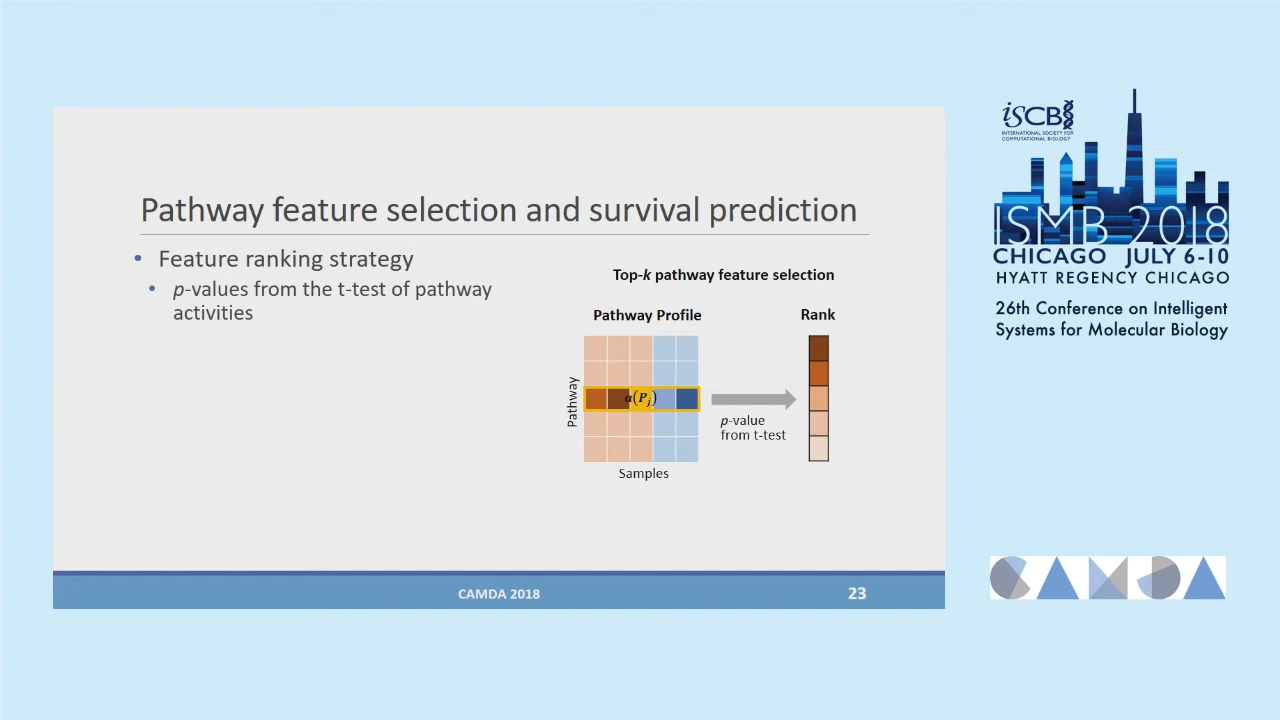 Pathway feature selection and survival prediction
• Feature ranking strategy
• p-values from the t-test of pathway
activities
Top-k pathway feature selection
Pathway Profile
Rank
Pathway
a(Pj)
p-value
from t-test
Samples
CAMDA 2018
23
ISCB
INTERNATIONAL SOCIETY FOR
COMPUTATIONAL BIOLOGY
ISMB 2018
CHICAGO JULY 6-10
HYATT REGENCY CHICAGO
26th Conference on Intelligent
Systems for Molecular Biology
CAMDA